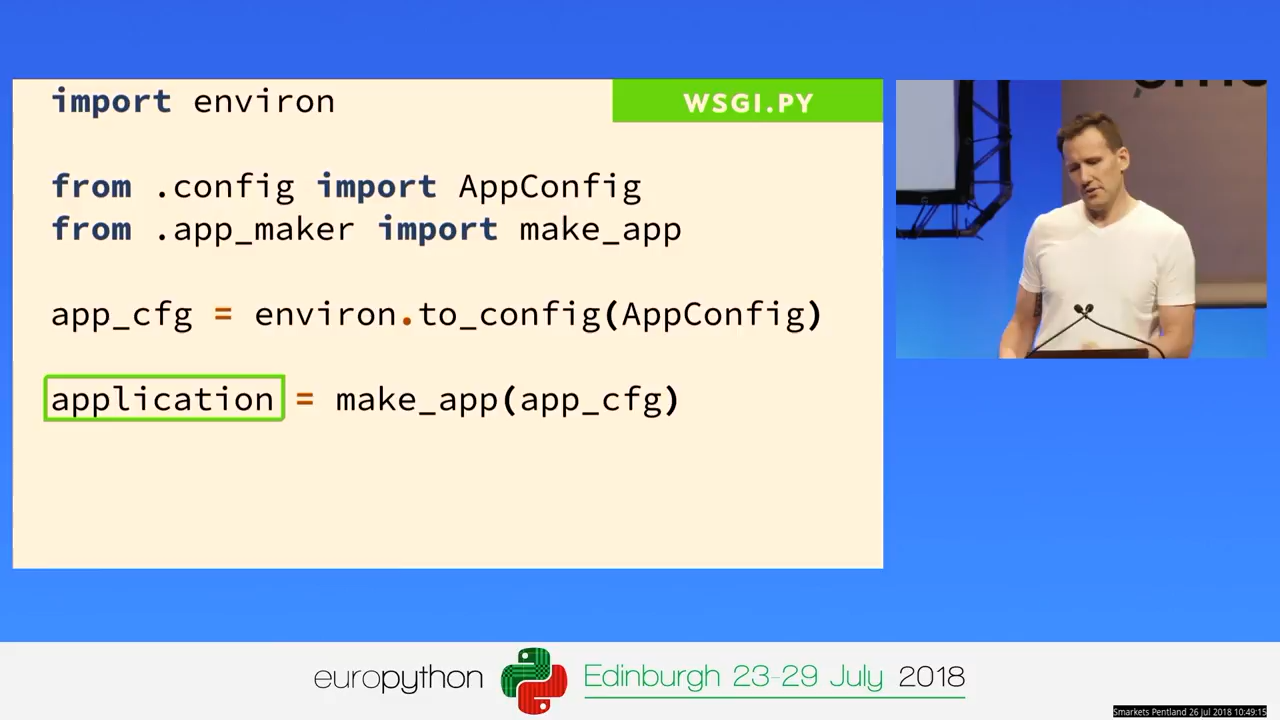 import environ
WSGI.PY
from .config import AppConfig
from .app_maker import make_app
app_cfg = environ.to_config(AppConfig)
application = make_app(app_cfg)
europython
Edinburgh 23-29 July 2018
Smarkets Pentland 26 Jul 2018 10:49:15